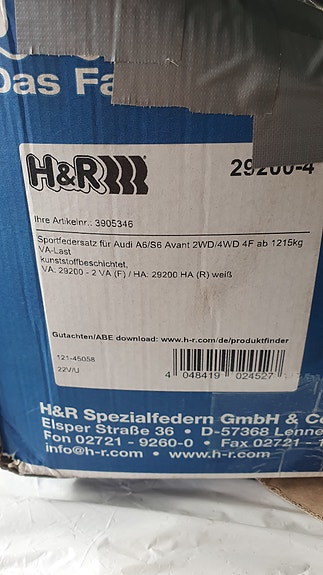 Das Fa
H&R
29200-4
Ihre Artikelnr.: 3905346
Sportfedersatz für Audi A6/S6 Avant 2WD/4WD 4F ab 1215kg
VA-Last
kunststoffbeschichtet,
VA: 29200 - 2 VA (F) / HA: 29200 HA (R) weiß
Gutachten/ABE download: www.h-r.com/de/produktfinder
121-45058
22V/U
4 048419 024527
H&R Spezialfedern GmbH & Co
Elsper Straße 36 • D-57368 Lenne
Fon 02721 - 9260-0 • Fax 02721 - 1
info@h-r.com • www.h-r.com